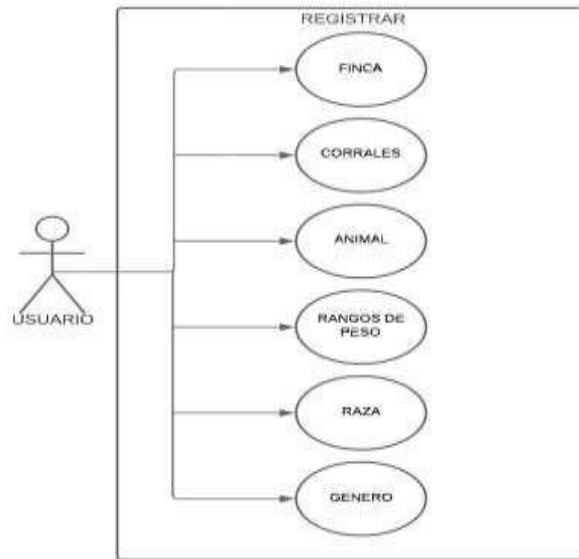 REGISTRAR
FINCA
CORRALES
ANIMAL
USUARIO
RANGOS DE
PESO
RAZA
GENERO